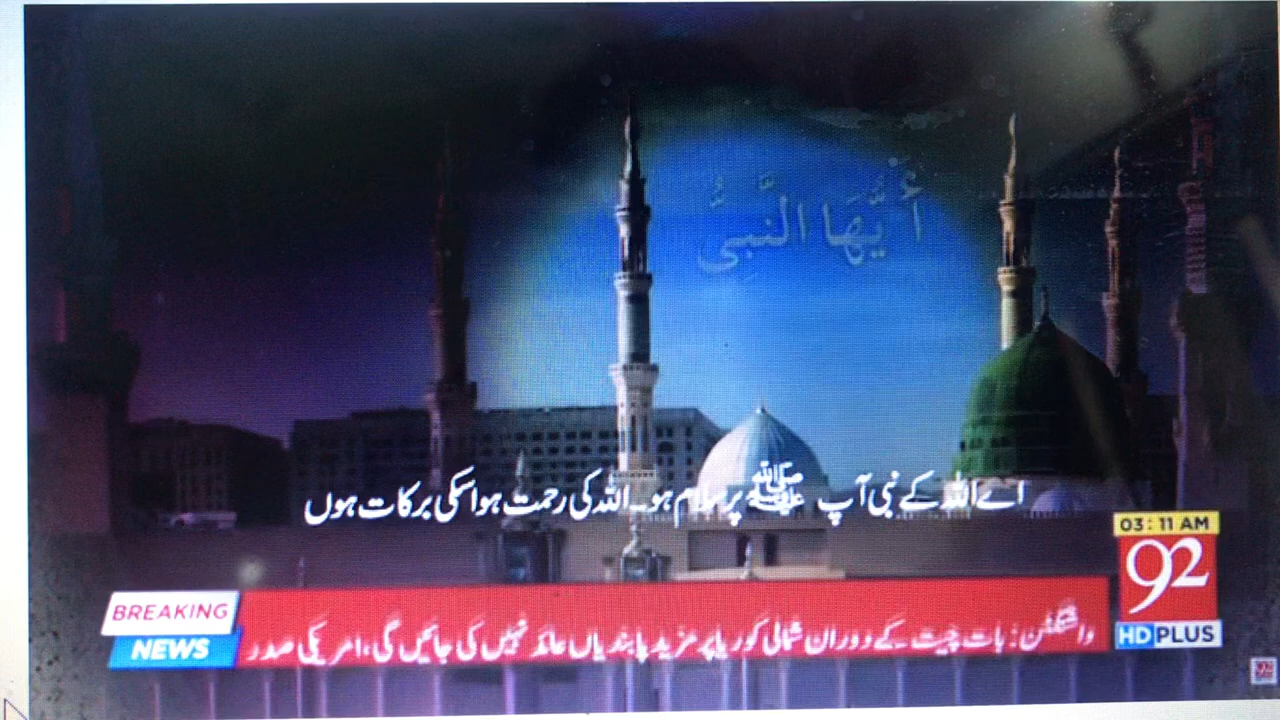 أَيُّهَا النَّبِيُّ
اے اللہ کے نبی آپ ﷺ پر سلام ہو۔ اللہ کی رحمت ہو اسکی برکات ہوں
03:11 AM
92
HD PLUS
BREAKING
NEWS
واشنگٹن: بات چیت کے دوران شمالی کوریا پر مزید پابندیاں عائد نہیں کی جائیں گی، امریکی صدر